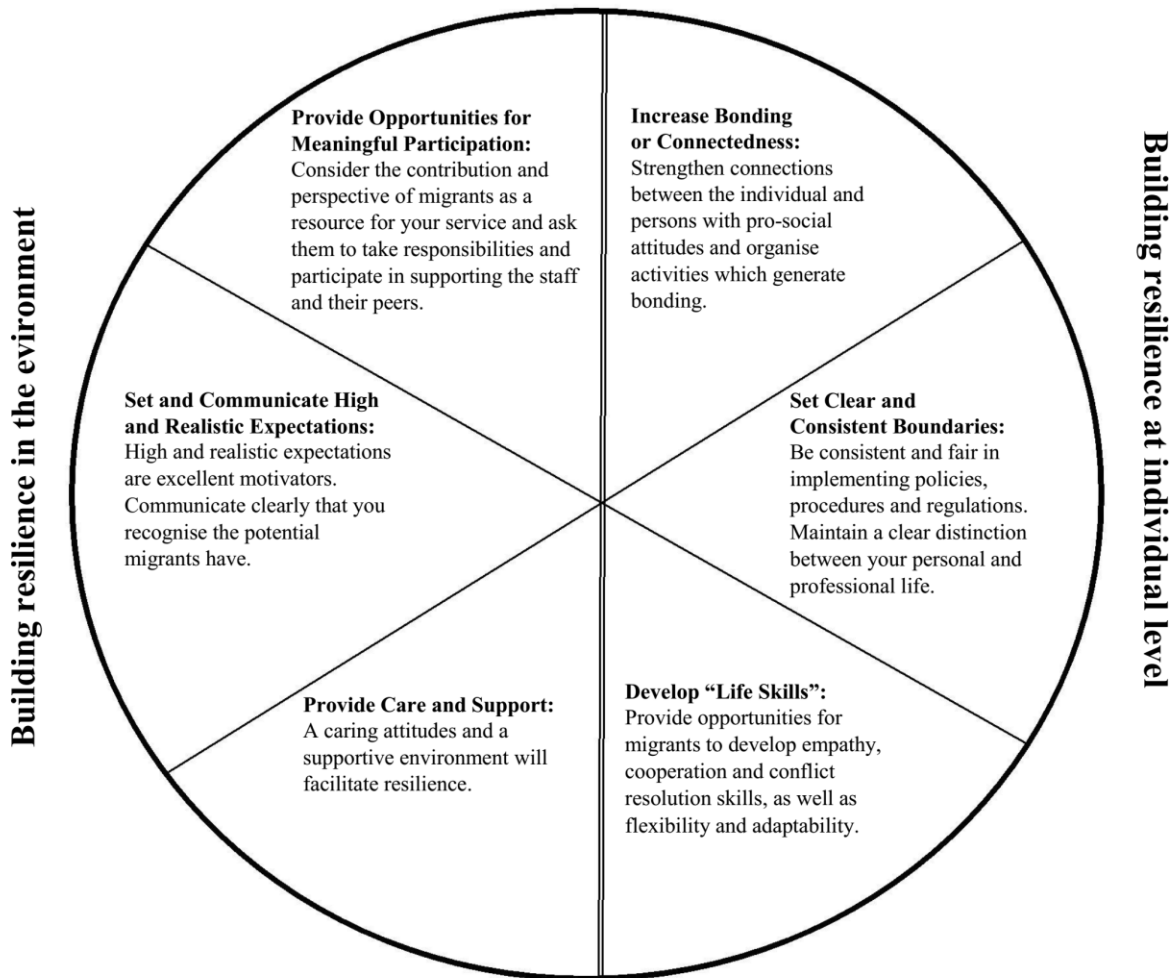 Building resilience in the evironment
Provide Opportunities for
Meaningful Participation:
Consider the contribution and
perspective of migrants as a
resource for your service and ask
them to take responsibilities and
participate in supporting the staff
and their peers.
Increase Bonding
or Connectedness:
Strengthen connections
between the individual and
persons with pro-social
attitudes and organise
activities which generate
bonding.
Set and Communicate High
and Realistic Expectations:
High and realistic expectations
are excellent motivators.
Communicate clearly that you
recognise the potential
migrants have.
Set Clear and
Consistent Boundaries:
Be consistent and fair in
implementing policies,
procedures and regulations.
Maintain a clear distinction
between your personal and
professional life.
Provide Care and Support:
A caring attitudes and a
supportive environment will
facilitate resilience.
Develop “Life Skills”:
Provide opportunities for
migrants to develop empathy,
cooperation and conflict
resolution skills, as well as
flexibility and adaptability.
Building resilience at individual level